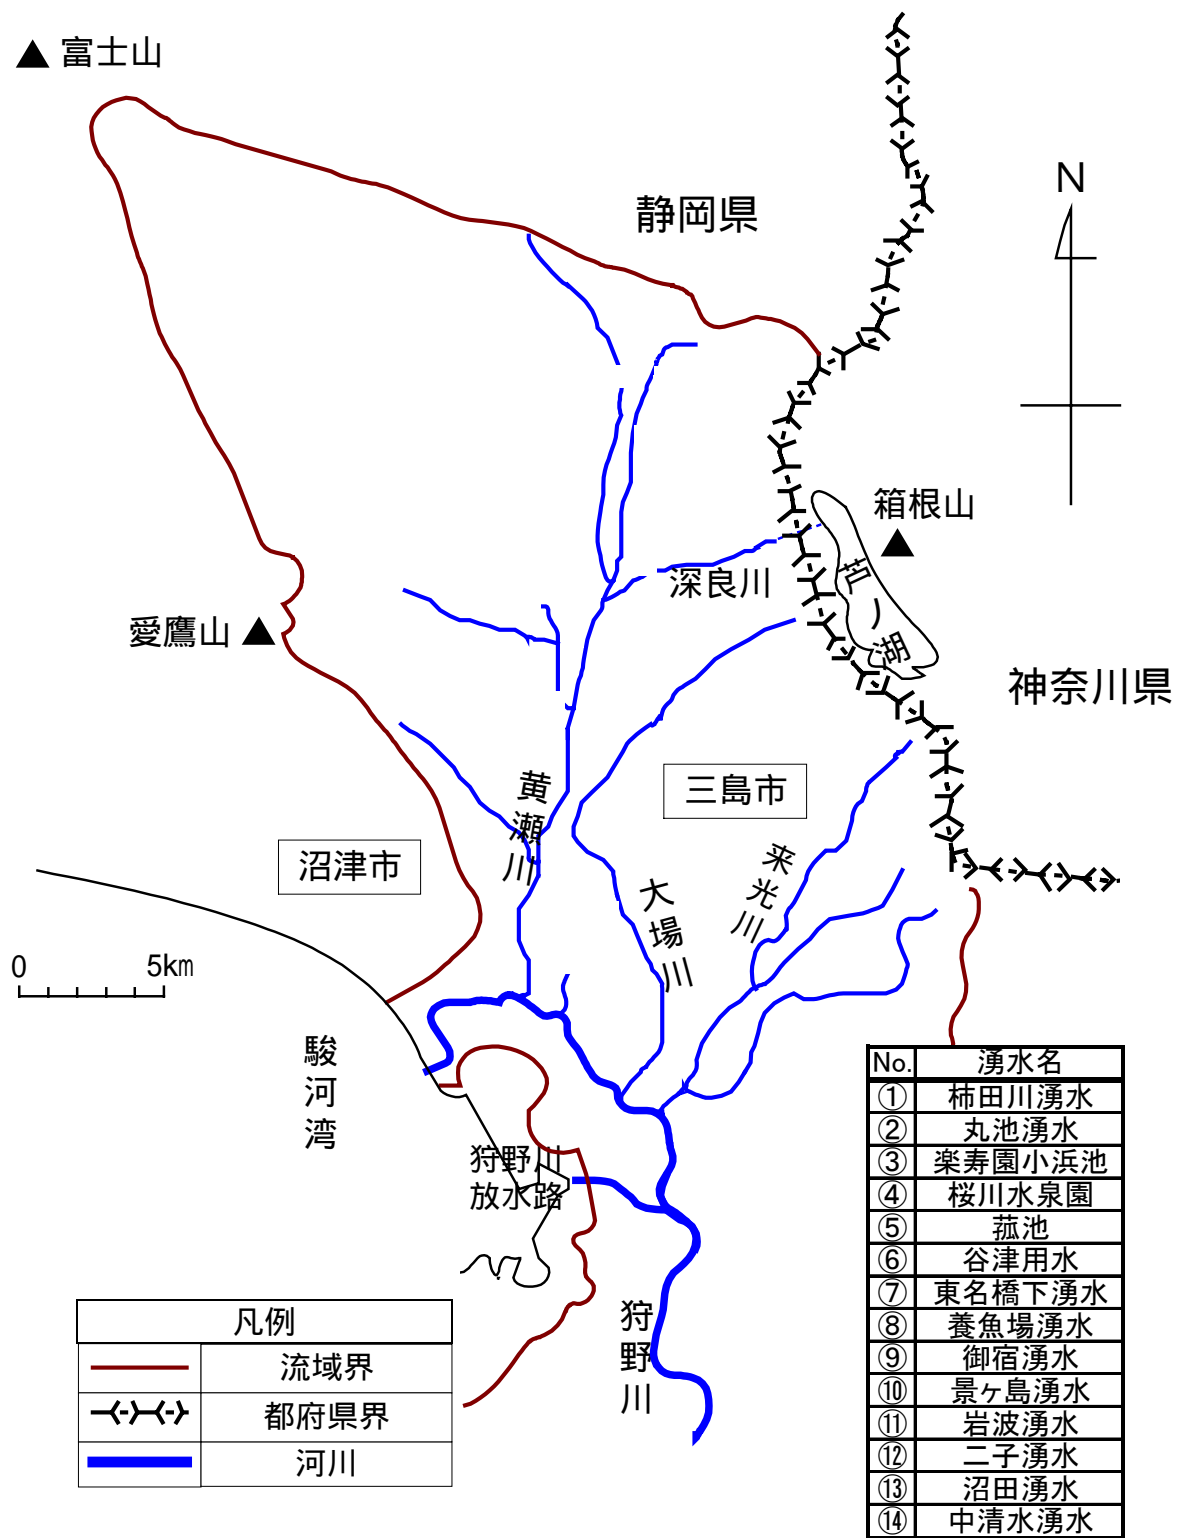 富士山
静岡県
N
箱根山
芦ノ湖
深良川
愛鷹山
神奈川県
黄瀬川
三島市
沼津市
来光川
大場川
0 5km
駿河湾
狩野川
放水路
狩野川
凡例
流域界
都府県界
河川
No. 湧水名
① 柿田川湧水
② 丸池湧水
③ 楽寿園小浜池
④ 桜川水泉園
⑤ 菰池
⑥ 谷津用水
⑦ 東名橋下湧水
⑧ 養魚場湧水
⑨ 御宿湧水
⑩ 景ヶ島湧水
⑪ 岩波湧水
⑫ 二子湧水
⑬ 沼田湧水
⑭ 中清水湧水